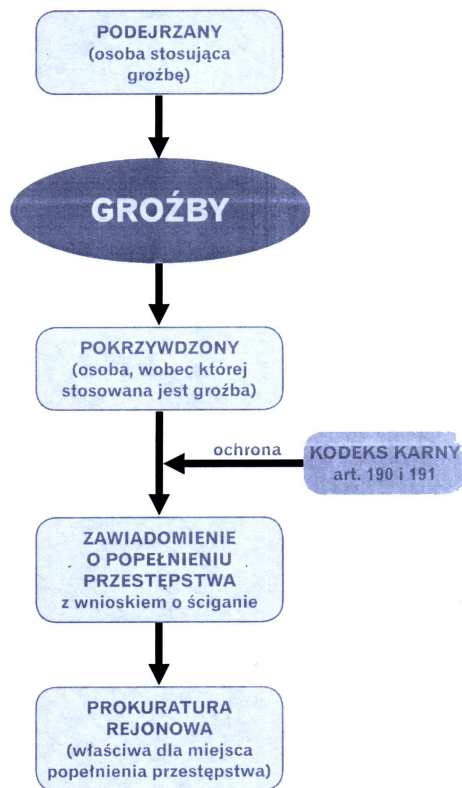 PODEJRZANY
(osoba stosująca
groźbę)
GROŹBY
POKRZYWDZONY
(osoba, wobec której
stosowana jest groźba)
ochrona
KODEKS KARNY
art. 190 i 191
ZAWIADOMIENIE
O POPEŁNIENIU
PRZESTĘPSTWA
z wnioskiem o ściganie
PROKURATURA
REJONOWA
(właściwa dla miejsca
popełnienia przestępstwa)